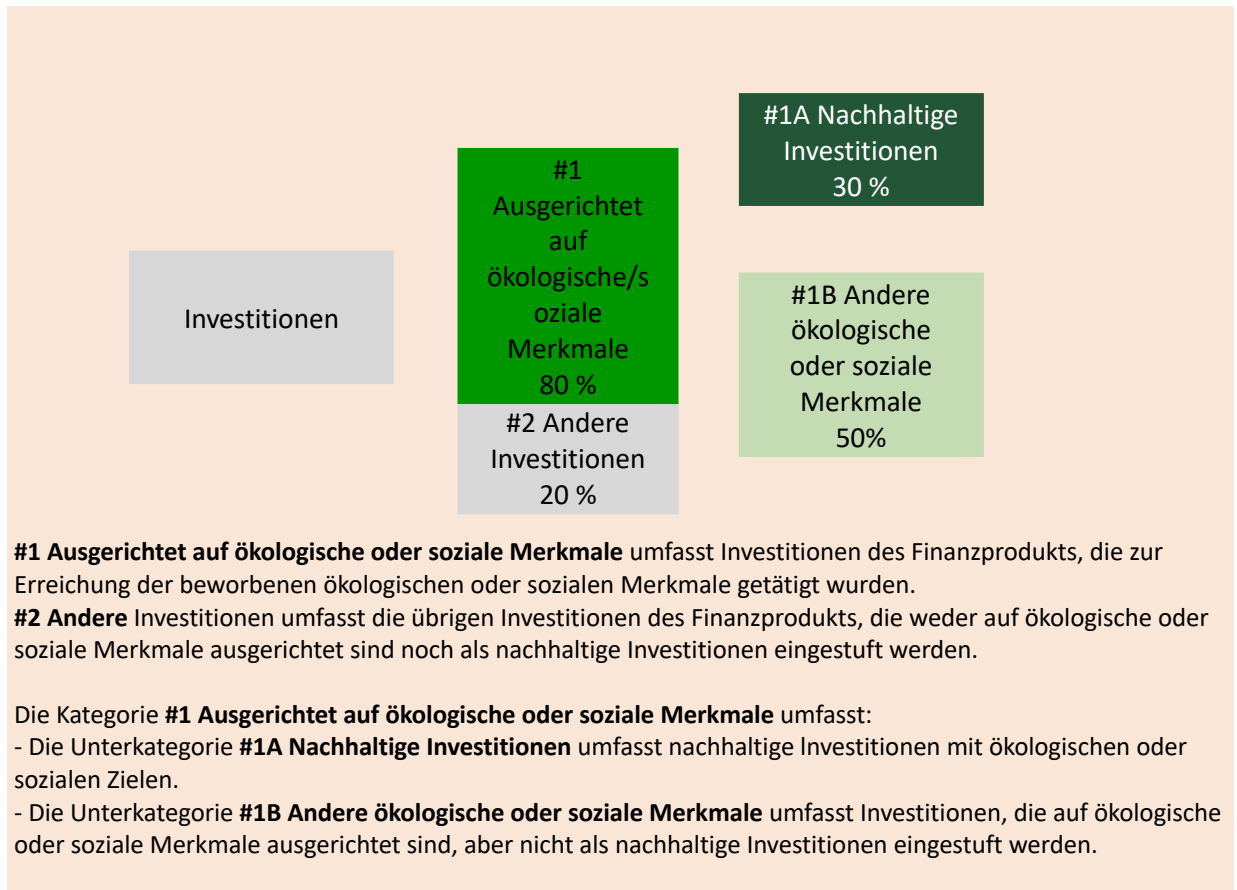 #1A Nachhaltige
Investitionen
30 %
#1
Ausgerichtet
auf
ökologische/s
oziale
Merkmale
80 %
Investitionen
#1B Andere
ökologische
oder soziale
Merkmale
50%
#2 Andere
Investitionen
20 %
#1 Ausgerichtet auf ökologische oder soziale Merkmale umfasst Investitionen des Finanzprodukts, die zur
Erreichung der beworbenen ökologischen oder sozialen Merkmale getätigt wurden.
#2 Andere Investitionen umfasst die übrigen Investitionen des Finanzprodukts, die weder auf ökologische oder
soziale Merkmale ausgerichtet sind noch als nachhaltige Investitionen eingestuft werden.
Die Kategorie #1 Ausgerichtet auf ökologische oder soziale Merkmale umfasst:
- Die Unterkategorie #1A Nachhaltige Investitionen umfasst nachhaltige Investitionen mit ökologischen oder
sozialen Zielen.
- Die Unterkategorie #1B Andere ökologische oder soziale Merkmale umfasst Investitionen, die auf ökologische
oder soziale Merkmale ausgerichtet sind, aber nicht als nachhaltige Investitionen eingestuft werden.